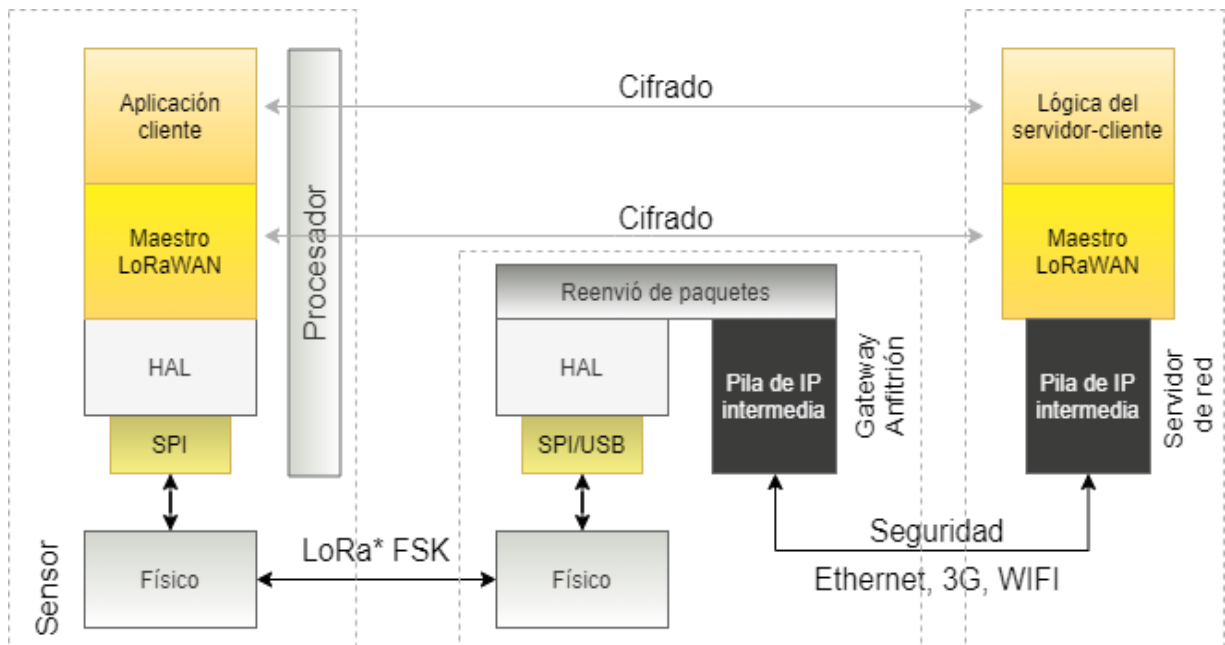 Aplicación
cliente
Maestro
LoRaWAN
HAL
SPI
Físico
Sensor
Procesador
Cifrado
Cifrado
LoRa* FSK
Reenvió de paquetes
HAL
SPI/USB
Físico
Pila de IP
intermedia
Gateway
Anfitrión
Seguridad
Ethernet, 3G, WIFI
Lógica del
servidor-cliente
Maestro
LoRaWAN
Pila de IP
intermedia
Servidor
de red